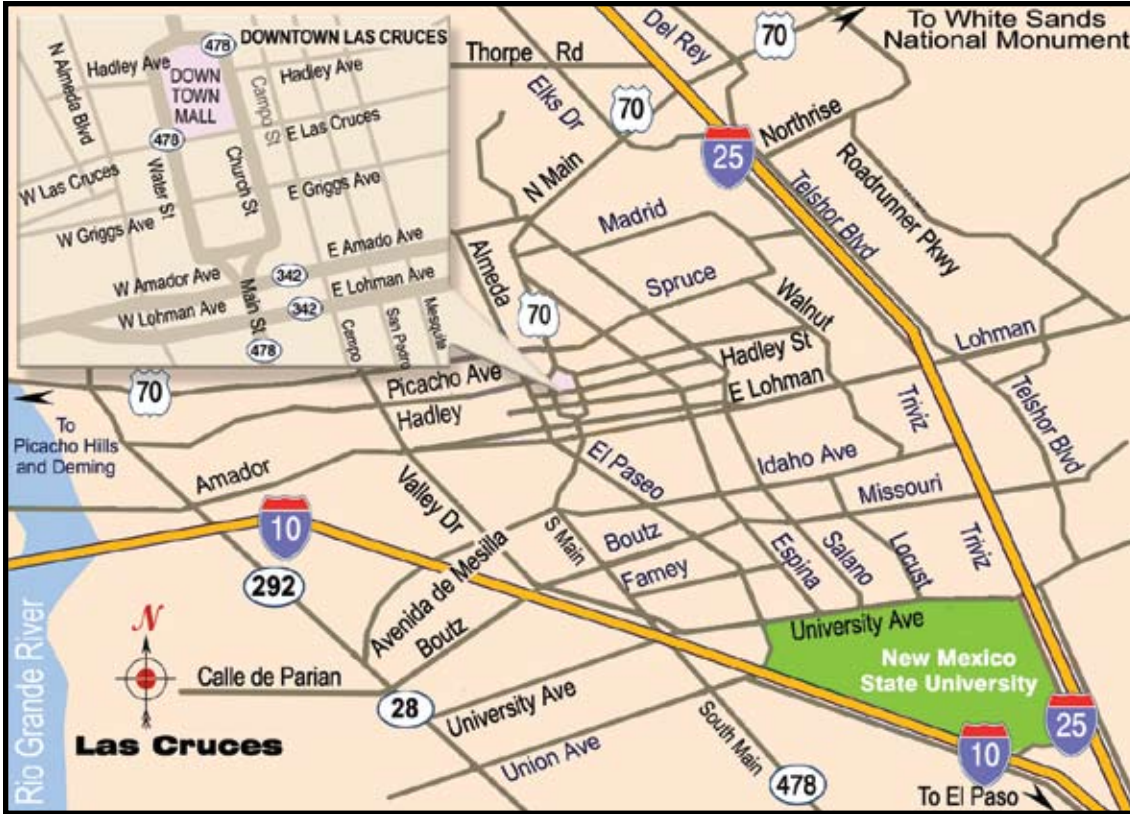 DOWNTOWN LAS CRUCES
478
Hadley Ave
Hadley Ave
N Almeda Blvd
DOWN
TOWN
MALL
Campo St
E Las Cruces
478
W Las Cruces
Water St
Church St
E Griggs Ave
W Griggs Ave
E Amado Ave
W Amador Ave
342
E Lohman Ave
W Lohman Ave
342
Main St
478
Campo
San Pedro
Mesquite
Thorpe Rd
Del Rey
70
To White Sands
National Monument
Elks Dr
70
25
Northrise
N Main
Telshor Blvd
Roadrunner Pkwy
Madrid
Almeda
Spruce
Walnut
70
Lohman
Hadley St
E Lohman
Picacho Ave
70
Hadley
To
Picacho Hills
and Deming
Triviz
Telshor Blvd
El Paseo
Idaho Ave
Amador
Valley Dr
Missouri
10
S Main
Boutz
Espina
Salano
Locust
Triviz
Farney
292
Avenida de Mesilla
Boutz
University Ave
N
New Mexico
State University
Calle de Parian
28
University Ave
South Main
25
Las Cruces
Union Ave
10
478
To El Paso
Rio Grande River